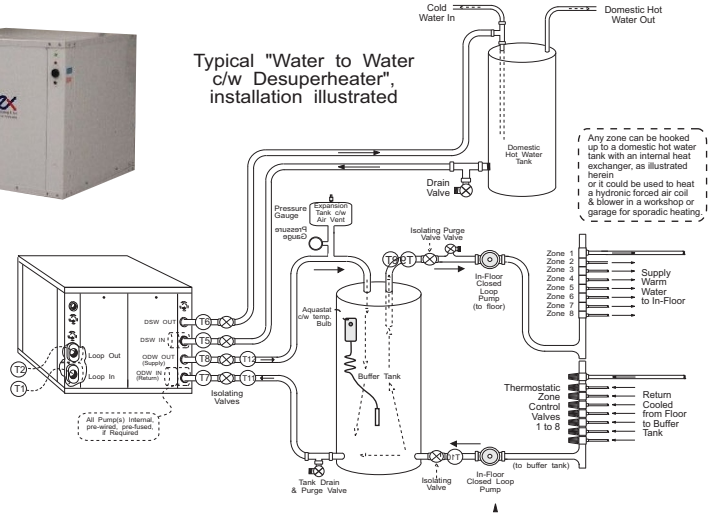 Cold
Water In
Domestic Hot
Water Out
Typical "Water to Water
c/w Desuperheater",
installation illustrated
Domestic
Hot Water
Tank
Drain
Valve
Any zone can be hooked
up to a domestic hot water
tank with an internal heat
exchanger, as illustrated
herein
or it could be used to heat
a hydronic forced air coil
& blower in a workshop or
garage for sporadic heating.
Pressure
Gauge
Expansion
Tank c/w
Air Vent
Pressure
Gauge
Isolating Purge
Valve Valve
In-Floor
Closed
Loop
Pump
(to floor)
Zone 1
Zone 2
Zone 3
Zone 4
Zone 5
Zone 6
Zone 7
Zone 8
Supply
Warm
Water
to In-Floor
Aquastat
c/w temp.
Bulb
Buffer Tank
DSW OUT
T6
DSW IN
T5
ODW OUT
(Supply)
T8
T12
ODW IN
(Return)
T7
T11
Loop Out
Loop In
T2
T1
Isolating
Valves
All Pump(s) Internal,
pre-wired, pre-fused,
if Required
Tank Drain
& Purge Valve
Thermostatic
Zone
Control
Valves
1 to 8
Return
Cooled
from Floor
to Buffer
Tank
T10
Isolating
Valve
In-Floor
Closed Loop
Pump
(to buffer tank)